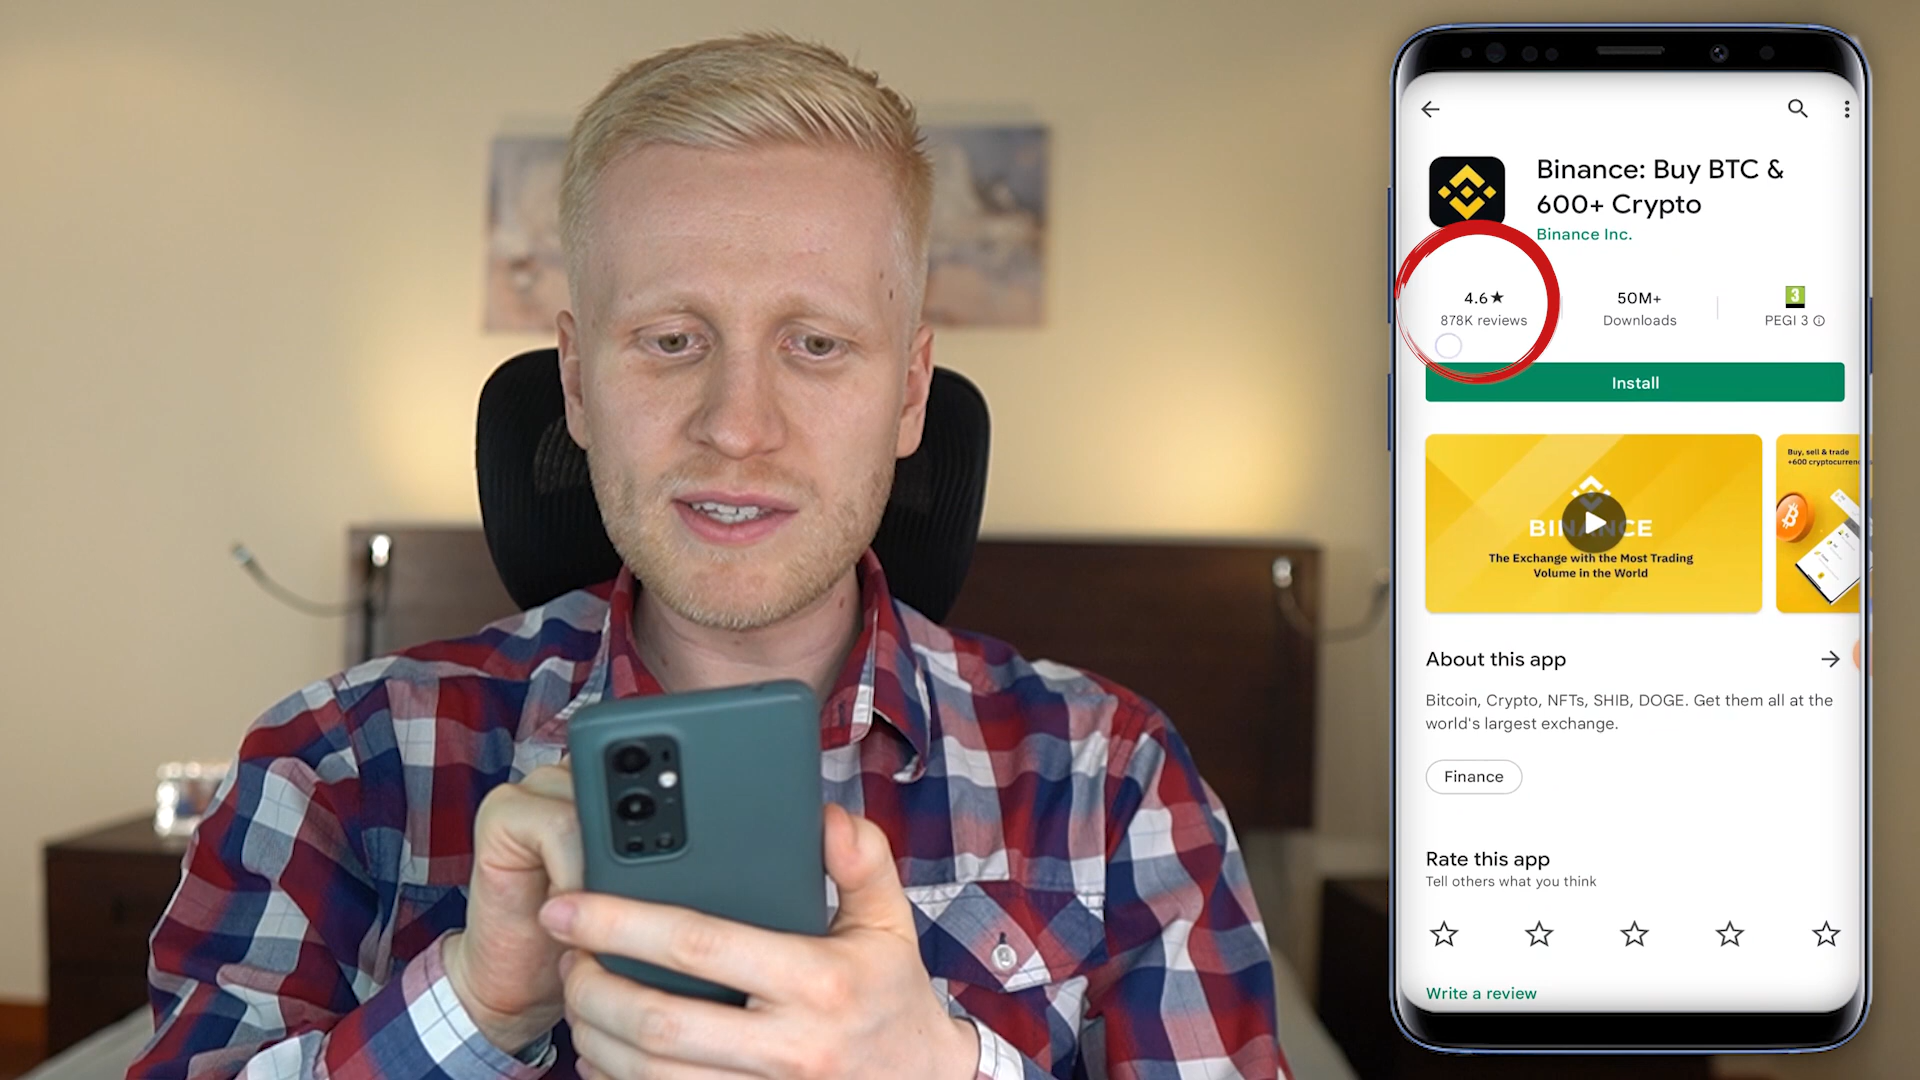 Binance: Buy BTC &
600+ Crypto
Binance Inc.
4.6★
878K reviews
50M+
Downloads
3
PEGI 3
Install
BINANCE
The Exchange with the Most Trading
Volume in the World
Buy, sell & trade
+600 cryptocurren
About this app
Bitcoin, Crypto, NFTs, SHIB, DOGE. Get them all at the
world's largest exchange.
Finance
Rate this app
Tell others what you think
Write a review